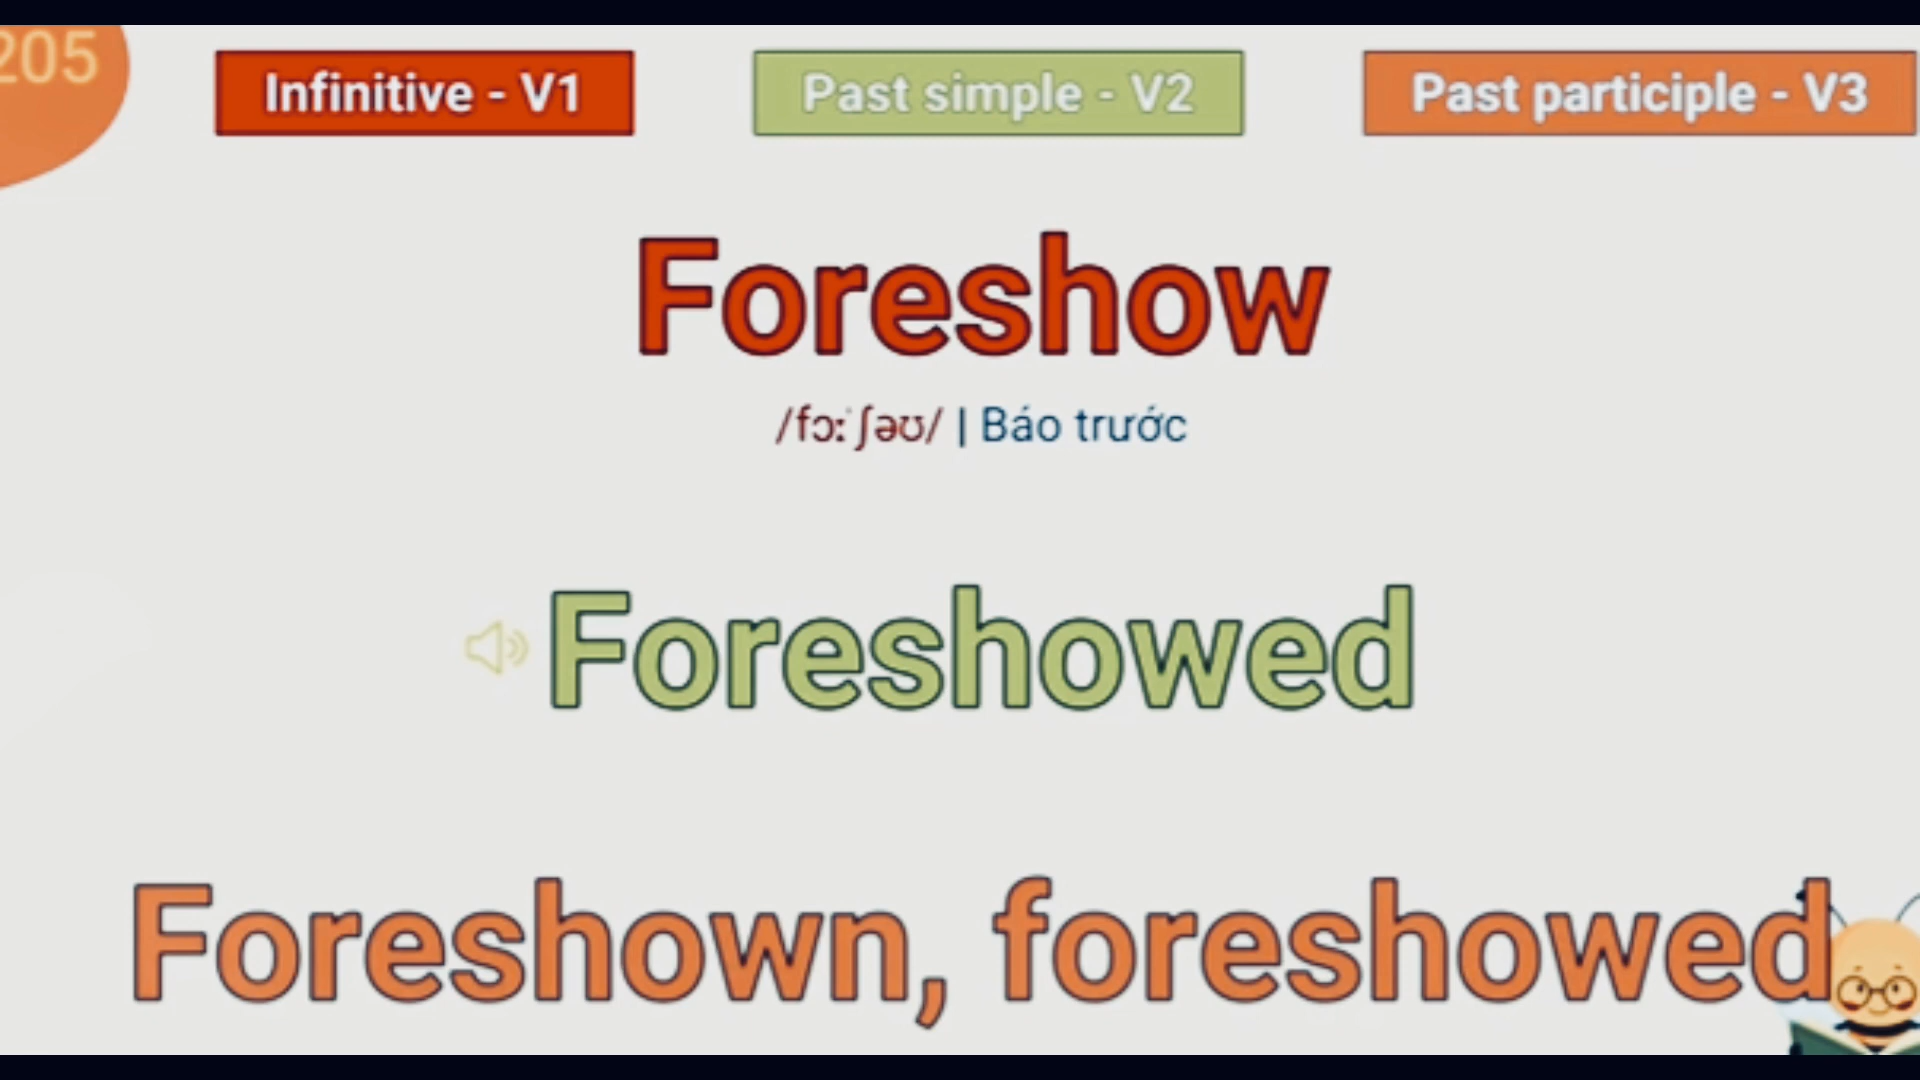 205
Infinitive - V1
Past simple - V2
Past participle - V3
Foreshow
/fɔːˈʃəʊ/ | Báo trước
Foreshowed
Foreshown, foreshowed